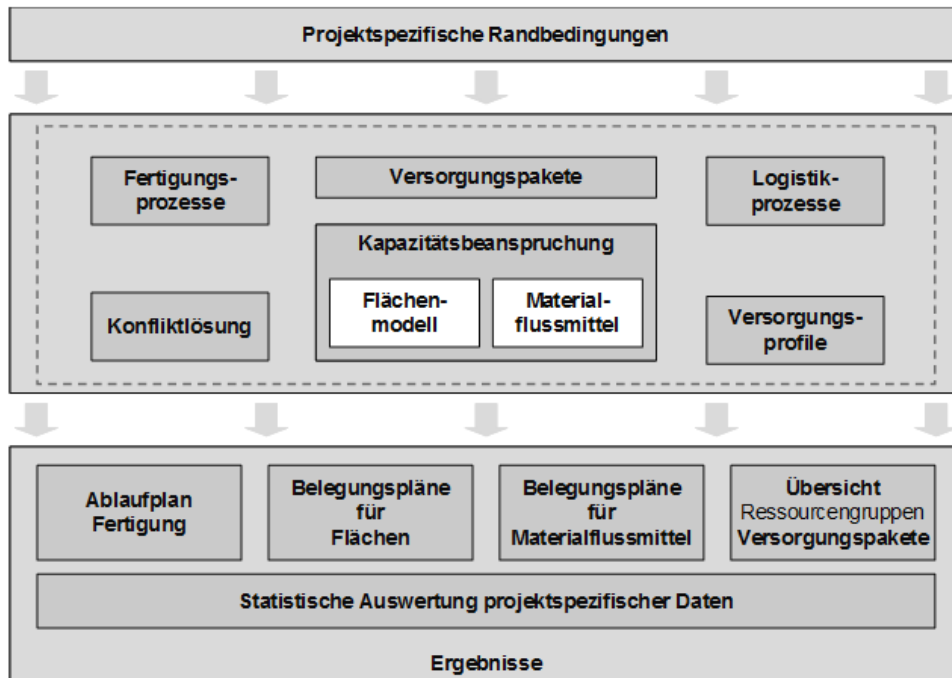 Projektspezifische Randbedingungen
Fertigungs-
prozesse
Versorgungspakete
Logistik-
prozesse
Kapazitätsbeanspruchung
Flächen-
modell
Material-
flussmittel
Konfliktlösung
Versorgungs-
profile
Ablaufplan
Fertigung
Belegungspläne
für
Flächen
Belegungspläne
für
Materialflussmittel
Übersicht
Ressourcengruppen
Versorgungspakete
Statistische Auswertung projektspezifischer Daten
Ergebnisse